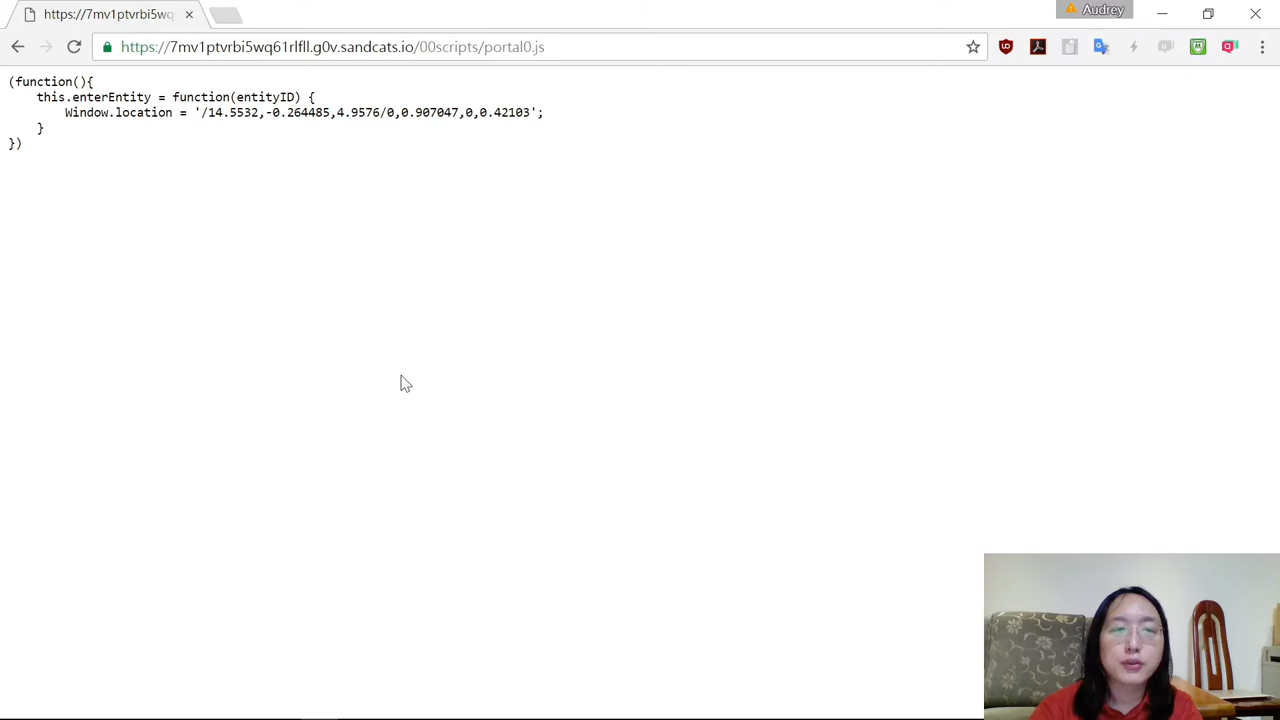 https://7mv1ptvrbi5wq
Audrey
https://7mv1ptvrbi5wq61rlfll.g0v.sandcats.io/00scripts/portal0.js
(function(){
    this.enterEntity = function(entityID) {
        Window.location = '/14.5532,-0.264485,4.9576/0,0.907047,0,0.42103';
    }
})